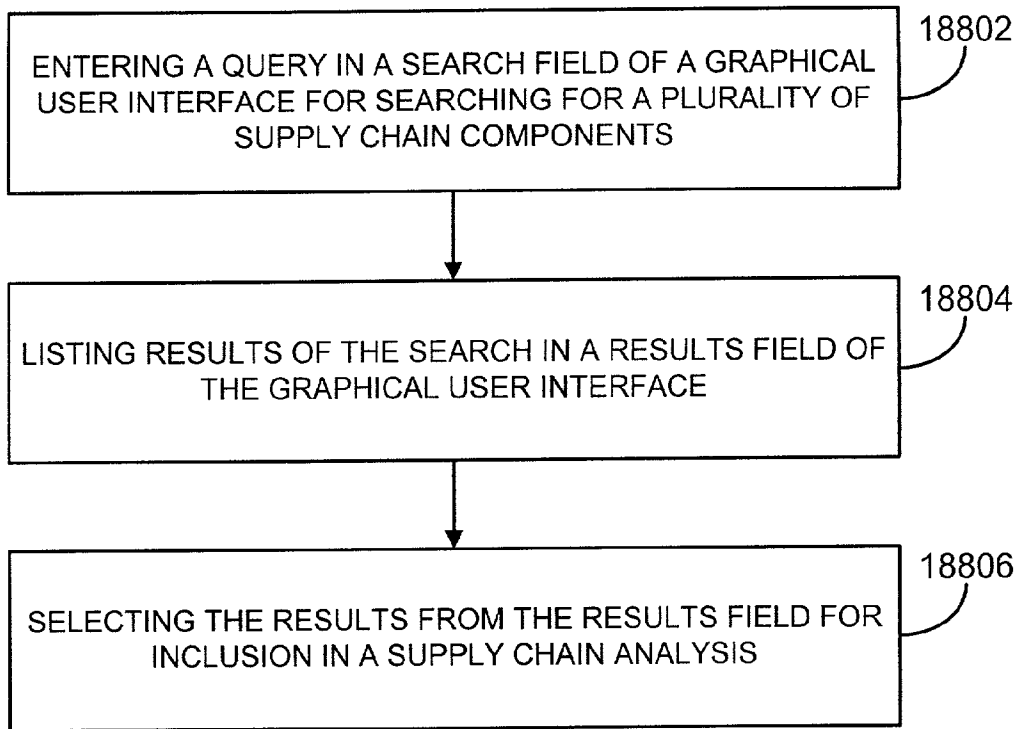 18802
ENTERING A QUERY IN A SEARCH FIELD OF A GRAPHICAL
USER INTERFACE FOR SEARCHING FOR A PLURALITY OF
SUPPLY CHAIN COMPONENTS
18804
LISTING RESULTS OF THE SEARCH IN A RESULTS FIELD OF
THE GRAPHICAL USER INTERFACE
18806
SELECTING THE RESULTS FROM THE RESULTS FIELD FOR
INCLUSION IN A SUPPLY CHAIN ANALYSIS